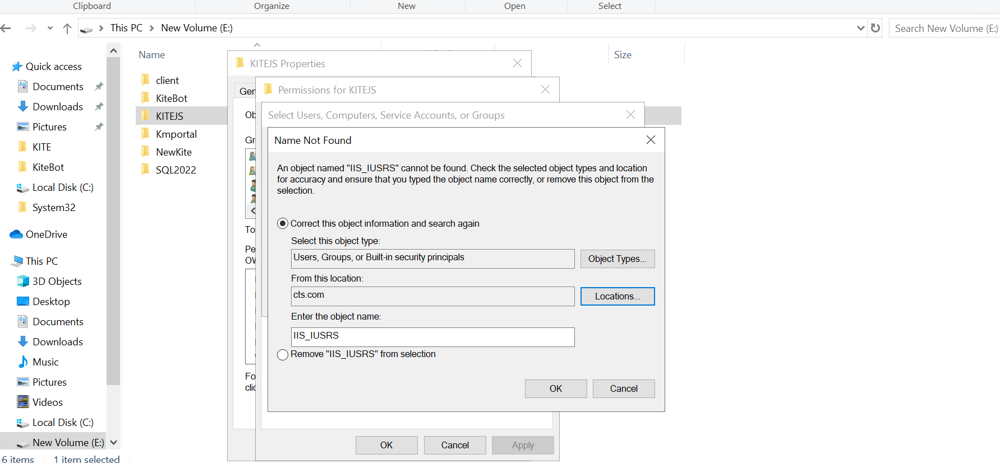 Clipboard
Organize
New
Open
Select
This PC
New Volume (E:)
Search New Volume (E:)
Name
Size
Quick access
Documents
Downloads
Pictures
KITE
KiteBot
Local Disk (C:)
System32
OneDrive
This PC
3D Objects
Desktop
Documents
Downloads
Music
Pictures
Videos
Local Disk (C:)
New Volume (E:)
client
KiteBot
KITEJS
Kmportal
NewKite
SQL2022
KITEJS Properties
Gen
Ob
Gr
To
Pe
OW
Fo
clic
Permissions for KITEJS
Select Users, Computers, Service Accounts, or Groups
Name Not Found
An object named "IIS_IUSRS" cannot be found. Check the selected object types and location
for accuracy and ensure that you typed the object name correctly, or remove this object from the
selection.
Correct this object information and search again
Select this object type:
Users, Groups, or Built-in security principals
Object Types...
From this location:
cts.com
Locations...
Enter the object name:
IIS_IUSRS
Remove "IIS_IUSRS" from selection
OK
Cancel
OK
Cancel
Apply
6 items
1 item selected